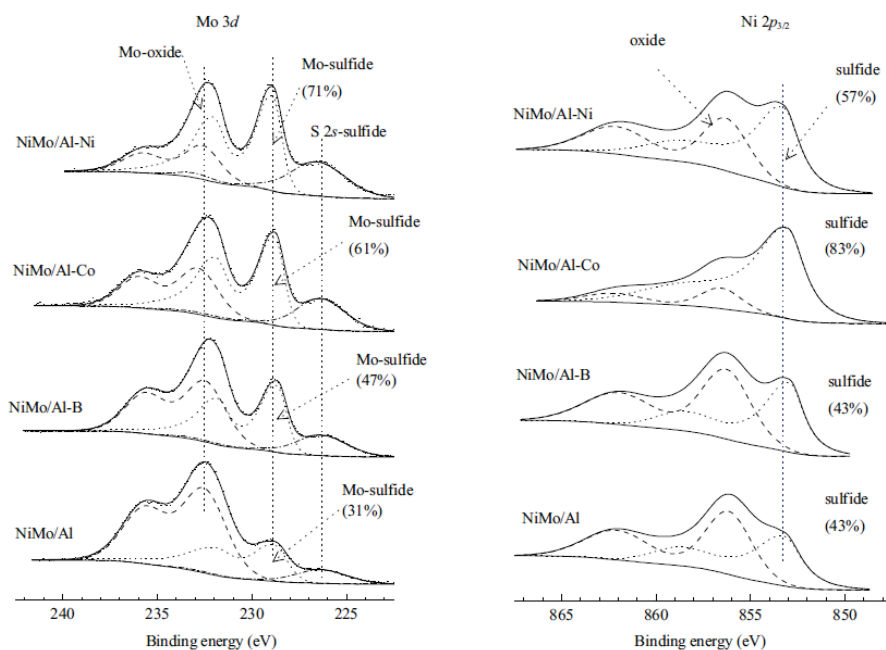 Mo 3d
Mo-oxide
Mo-sulfide
(71%)
S 2s-sulfide
NiMo/Al-Ni
Mo-sulfide
(61%)
NiMo/Al-Co
Mo-sulfide
(47%)
NiMo/Al-B
Mo-sulfide
(31%)
NiMo/Al
240 235 230 225
Binding energy (eV)
Ni 2p3/2
oxide
sulfide
(57%)
NiMo/Al-Ni
sulfide
(83%)
NiMo/Al-Co
NiMo/Al-B
sulfide
(43%)
NiMo/Al
sulfide
(43%)
865 860 855 850
Binding energy (eV)